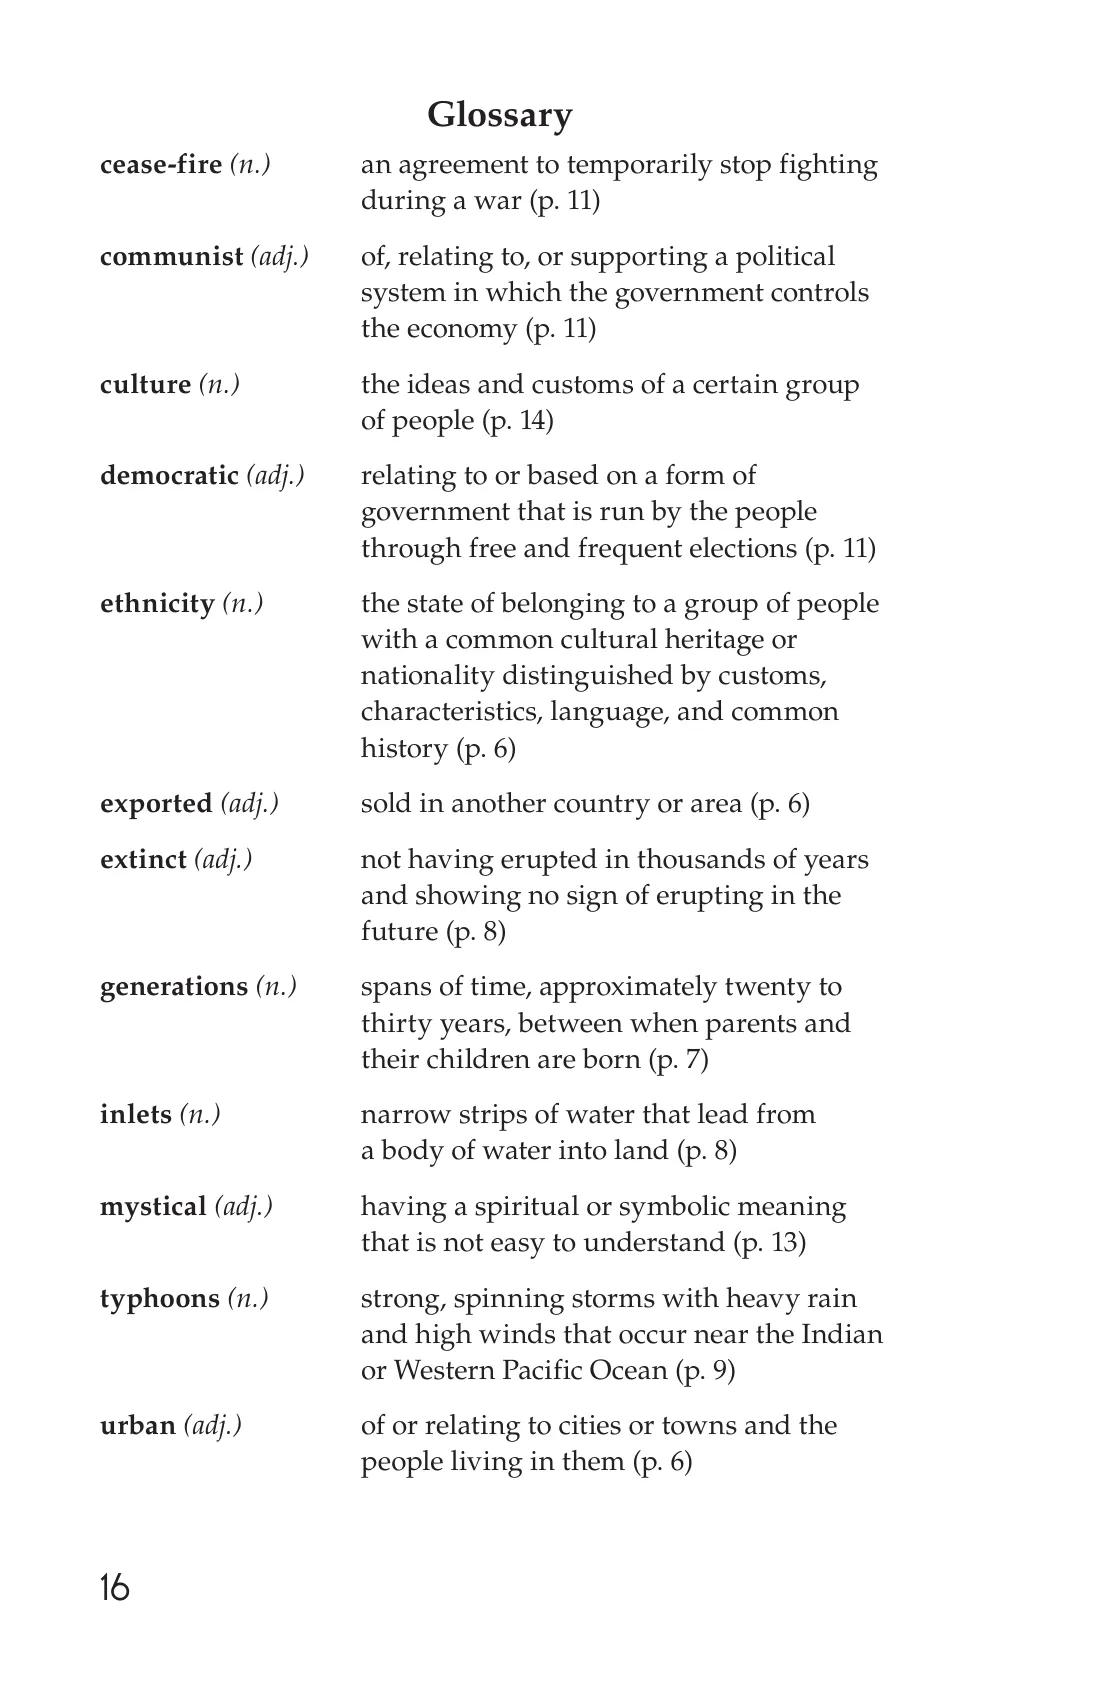 Glossary
cease-fire (n.) an agreement to temporarily stop fighting
during a war (p. 11)
communist (adj.) of, relating to, or supporting a political
system in which the government controls
the economy (p. 11)
culture (n.) the ideas and customs of a certain group
of people (p. 14)
democratic (adj.) relating to or based on a form of
government that is run by the people
through free and frequent elections (p. 11)
ethnicity (n.) the state of belonging to a group of people
with a common cultural heritage or
nationality distinguished by customs,
characteristics, language, and common
history (p. 6)
exported (adj.) sold in another country or area (p. 6)
extinct (adj.) not having erupted in thousands of years
and showing no sign of erupting in the
future (p. 8)
generations (n.) spans of time, approximately twenty to
thirty years, between when parents and
their children are born (p. 7)
inlets (n.) narrow strips of water that lead from
a body of water into land (p. 8)
mystical (adj.) having a spiritual or symbolic meaning
that is not easy to understand (p. 13)
typhoons (n.) strong, spinning storms with heavy rain
and high winds that occur near the Indian
or Western Pacific Ocean (p. 9)
urban (adj.) of or relating to cities or towns and the
people living in them (p. 6)
16